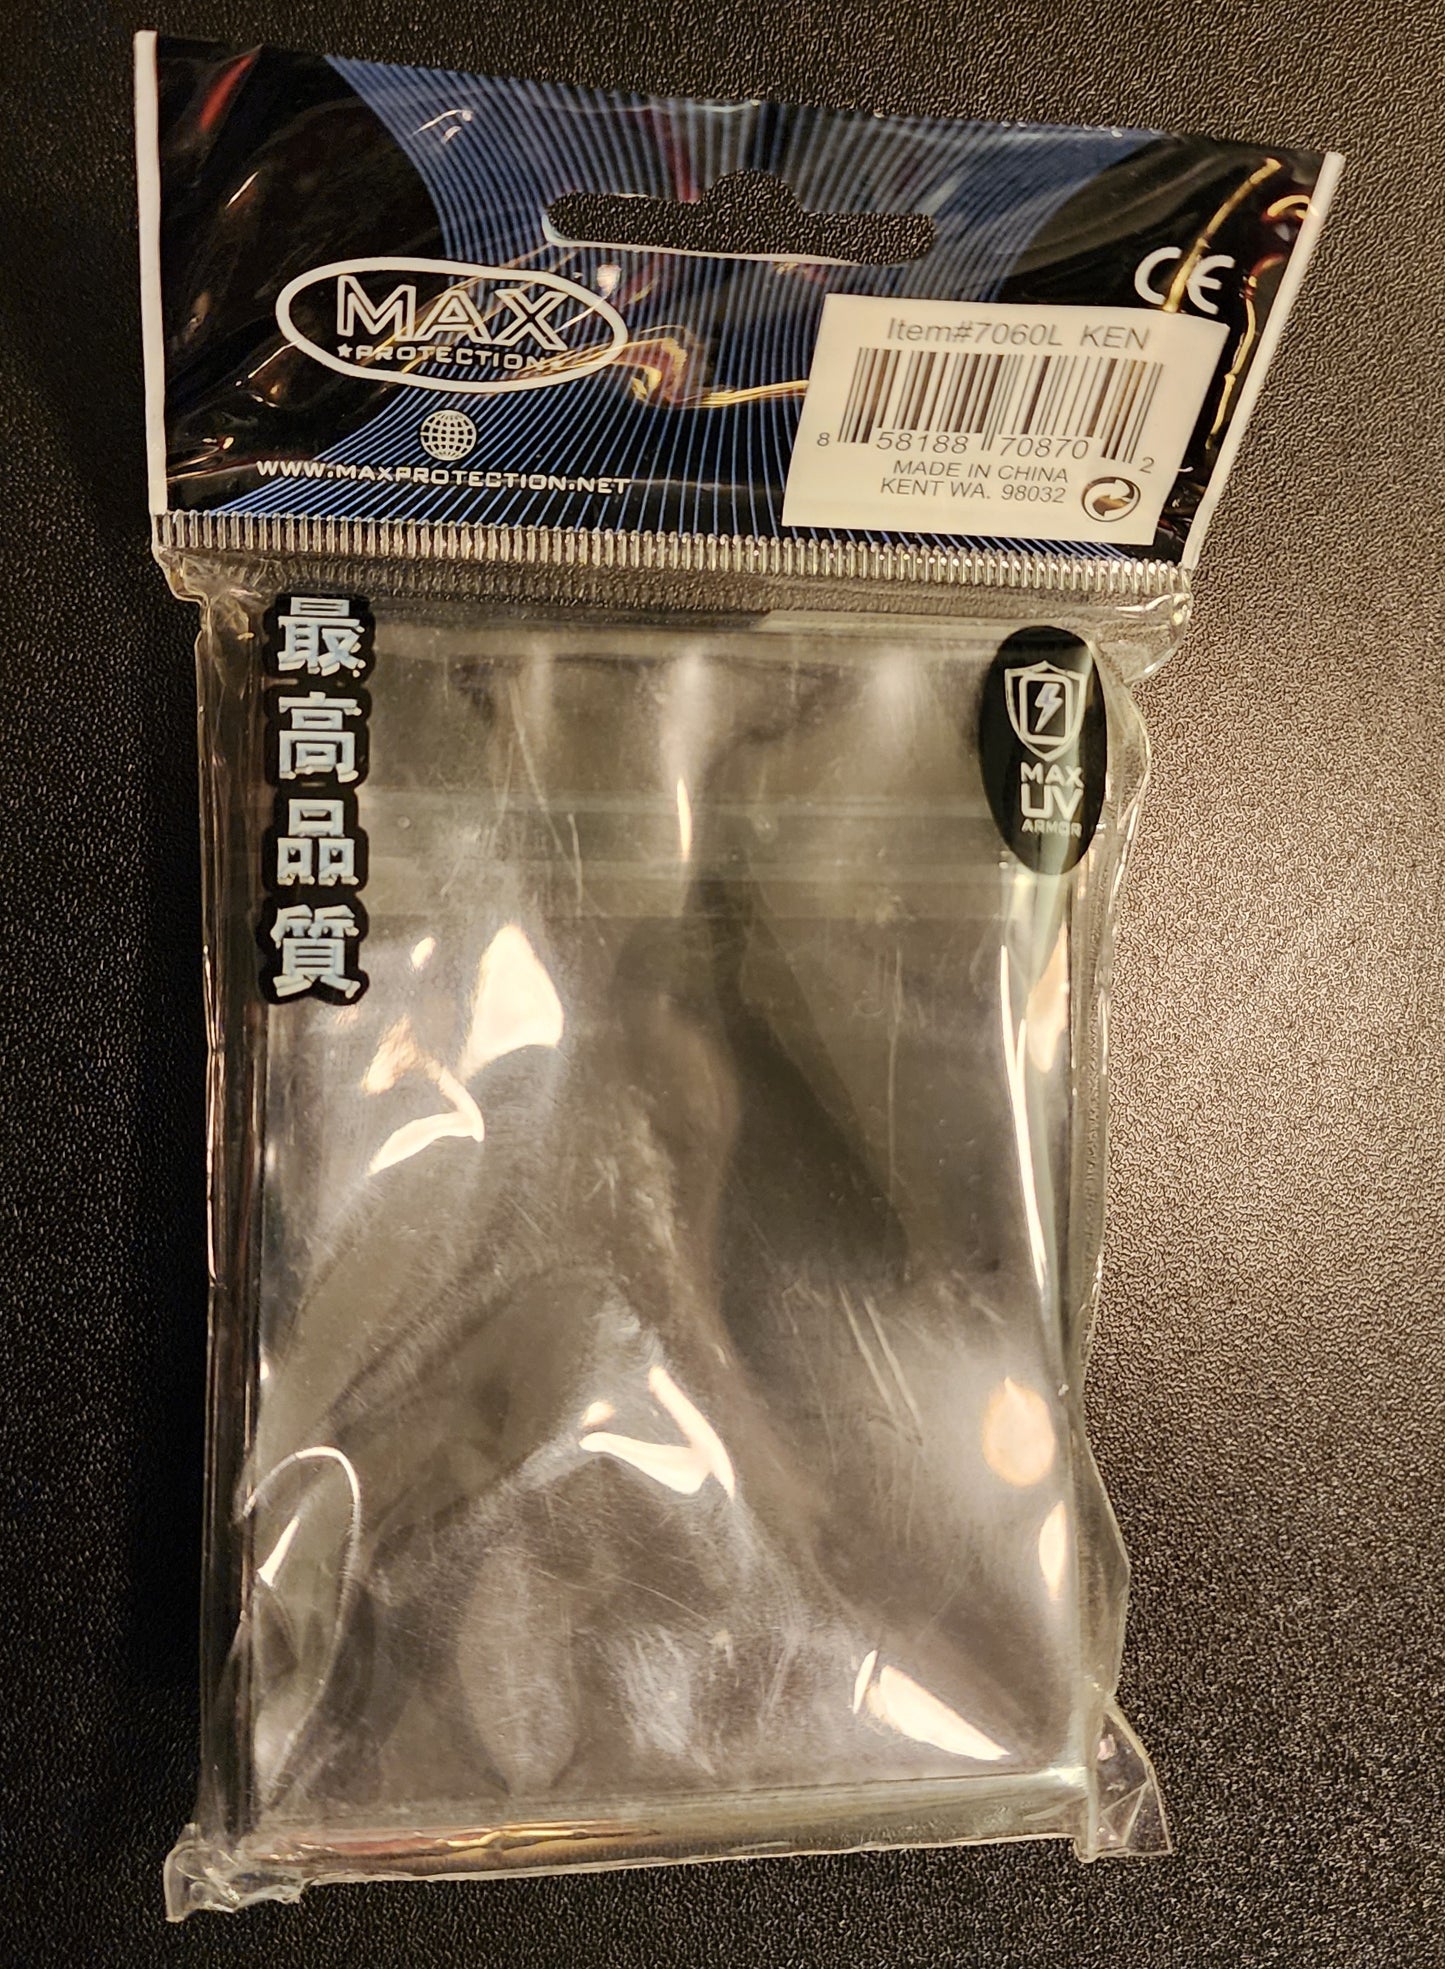 MAX
PROTECTION
WWW.MAXPROTECTION.NET
CE
Item#7060L KEN
8 58188 70870 2
MADE IN CHINA
KENT WA. 98032
最高品質
MAX
UV
ARMOR